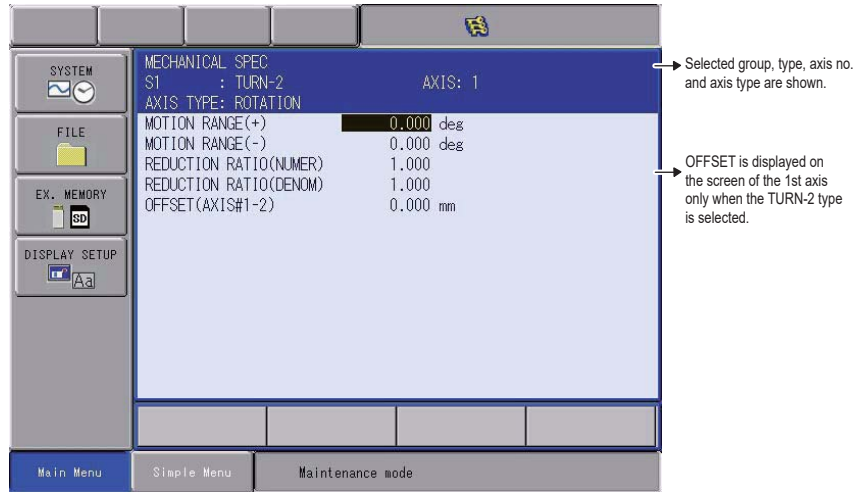 MECHANICAL SPEC
S1 : TURN-2 AXIS: 1
AXIS TYPE: ROTATION
MOTION RANGE(+) 0.000 deg
MOTION RANGE(-) 0.000 deg
REDUCTION RATIO(NUMER) 1.000
REDUCTION RATIO(DENOM) 1.000
OFFSET(AXIS#1-2) 0.000 mm
SYSTEM
FILE
EX. MEMORY
SD
DISPLAY SETUP
Aa
Main Menu
Simple Menu
Maintenance mode
Selected group, type, axis no.
and axis type are shown.
OFFSET is displayed on
the screen of the 1st axis
only when the TURN-2 type
is selected.